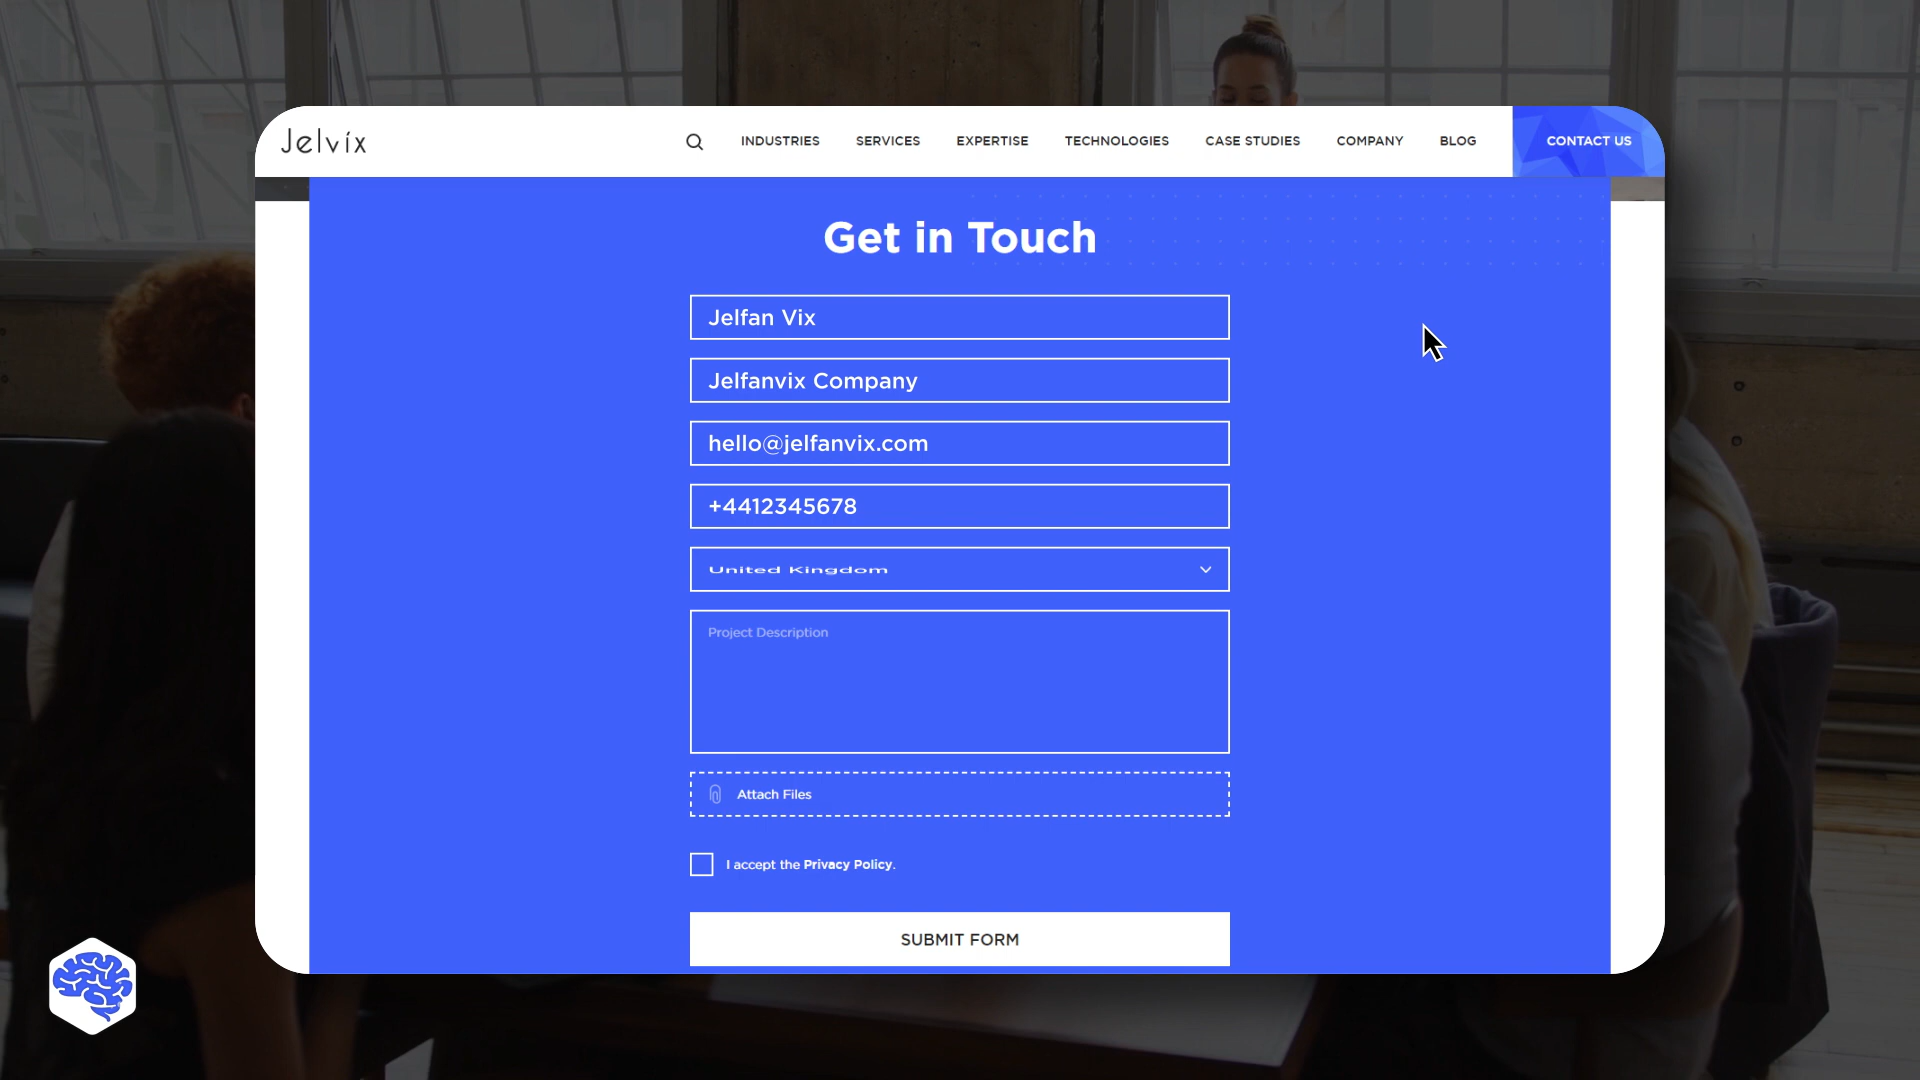 Jelvix
INDUSTRIES SERVICES EXPERTISE TECHNOLOGIES CASE STUDIES COMPANY BLOG CONTACT US
Get in Touch
Jelfan Vix
Jelfanvix Company
hello@jelfanvix.com
+4412345678
United Kingdom
Project Description
Attach Files
I accept the Privacy Policy.
SUBMIT FORM